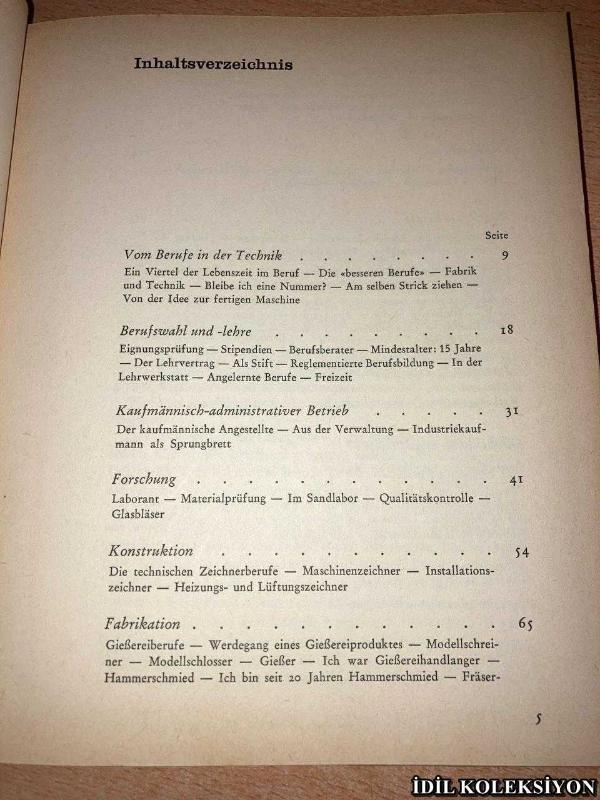 Inhaltsverzeichnis
Seite
Vom Berufe in der Technik . . . . . . . . 9
Ein Viertel der Lebenszeit im Beruf — Die «besseren Berufe» — Fabrik
und Technik — Bleibe ich eine Nummer? — Am selben Strick ziehen —
Von der Idee zur fertigen Maschine
Berufswahl und -lehre . . . . . . . . . 18
Eignungsprüfung — Stipendien — Berufsberater — Mindestalter: 15 Jahre
— Der Lehrvertrag — Als Stift — Reglementierte Berufsbildung — In der
Lehrwerkstatt — Angelernte Berufe — Freizeit
Kaufmännisch-administrativer Betrieb . . . . . 31
Der kaufmännische Angestellte — Aus der Verwaltung — Industriekauf-
mann als Sprungbrett
Forschung . . . . . . . . . . . . 41
Laborant — Materialprüfung — Im Sandlabor — Qualitätskontrolle —
Glasbläser
Konstruktion . . . . . . . . . . . 54
Die technischen Zeichnerberufe — Maschinenzeichner — Installations-
zeichner — Heizungs- und Lüftungszeichner
Fabrikation . . . . . . . . . . . . 65
Gießereiberufe — Werdegang eines Gießereiproduktes — Modellschrei-
ner — Modellschlosser — Gießer — Ich war Gießereihandlanger —
Hammerschmied — Ich bin seit 20 Jahren Hammerschmied — Fräser-
5
İDİL KOLEKSİYON